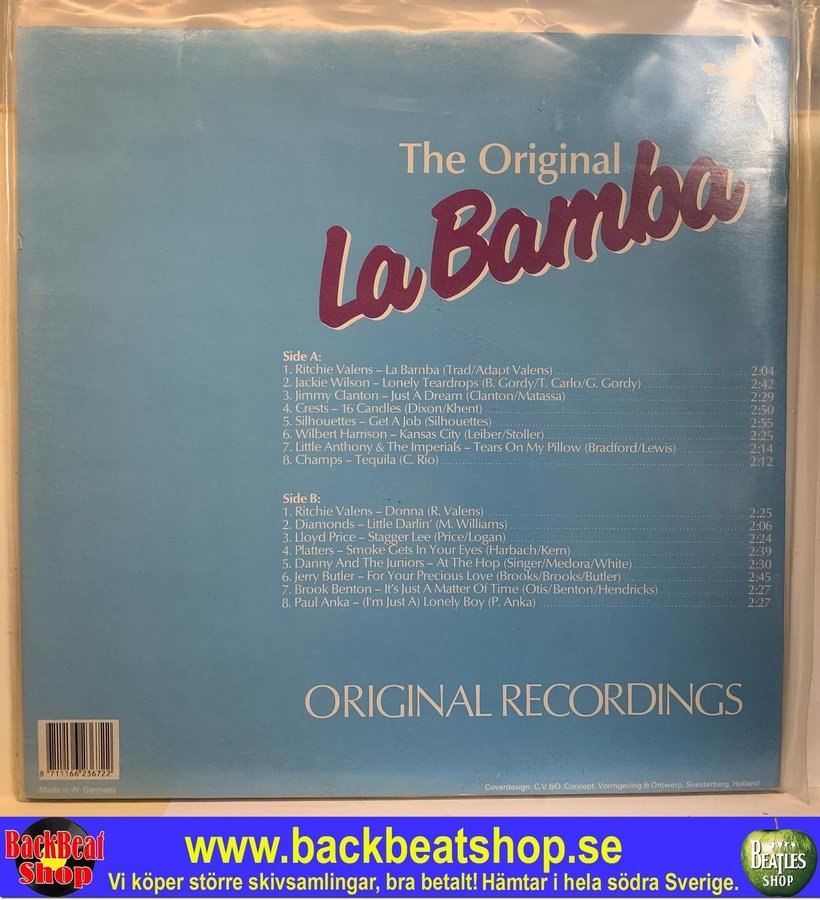 The Original
La Bamba
Side A:
1. Ritchie Valens – La Bamba (Trad/Adapt Valens) 2:04
2. Jackie Wilson – Lonely Teardrops (B. Gordy/T. Carlo/G. Gordy) 2:42
3. Jimmy Clanton – Just A Dream (Clanton/Matassa) 2:29
4. Crests – 16 Candles (Dixon/Khent) 2:50
5. Silhouettes – Get A Job (Silhouettes) 2:55
6. Wilbert Harrison – Kansas City (Leiber/Stoller) 2:25
7. Little Anthony & The Imperials – Tears On My Pillow (Bradford/Lewis) 2:14
8. Champs – Tequila (C. Rio) 2:12
Side B:
1. Ritchie Valens – Donna (R. Valens) 2:25
2. Diamonds – Little Darlin' (M. Williams) 2:06
3. Lloyd Price – Stagger Lee (Price/Logan) 2:24
4. Platters – Smoke Gets In Your Eyes (Harbach/Kern) 2:39
5. Danny And The Juniors – At The Hop (Singer/Medora/White) 2:30
6. Jerry Butler – For Your Precious Love (Brooks/Brooks/Butler) 2:45
7. Brook Benton – It's Just A Matter Of Time (Otis/Benton/Hendricks) 2:27
8. Paul Anka – (I'm Just A) Lonely Boy (P. Anka) 2:27
ORIGINAL RECORDINGS
8 711166 236722
Made in W. Germany
Coverdesign: C.V.&O. Concept, Vormgeving & Ontwerp, Soesterberg, Holland
BackBeat
Shop
www.backbeatshop.se
Vi köper större skivsamlingar, bra betalt! Hämtar i hela södra Sverige.
BEATLES
SHOP